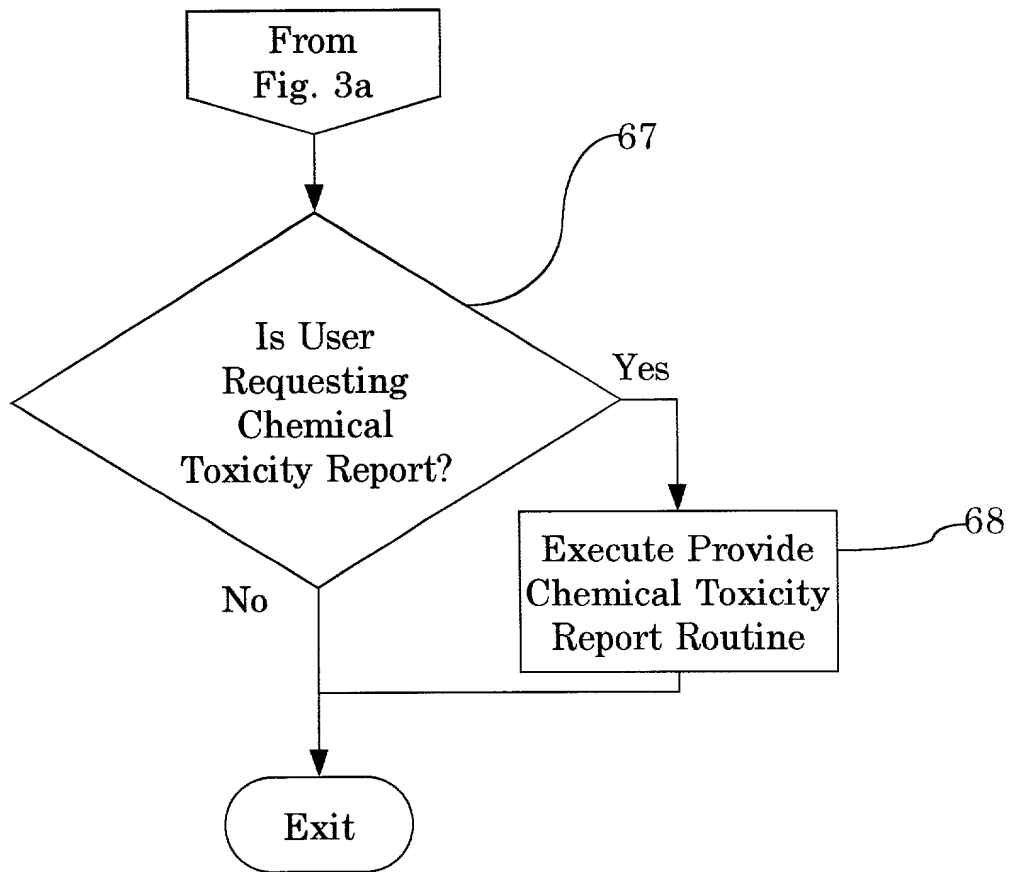 From
Fig. 3a
67
Is User
Requesting
Chemical
Toxicity Report?
Yes
No
68
Execute Provide
Chemical Toxicity
Report Routine
Exit